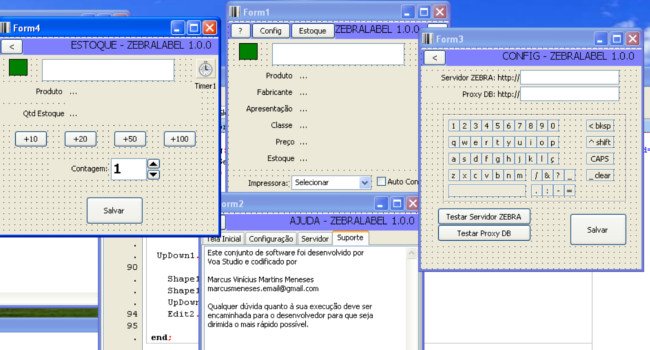 Form4
<
ESTOQUE - ZEBRALABEL 1.0.0
Timer1
Produto ...
Qtd Estoque ...
+10 +20 +50 +100
Contagem: 1
Salvar
Form1
? Config Estoque ZEBRALABEL 1.0.0
Produto ...
Fabricante ...
Apresentação ...
Classe ...
Preço ...
Estoque ...
Impressora: Selecionar Auto Con
Form3
<
CONFIG - ZEBRALABEL 1.0.0
Servidor ZEBRA: http://
Proxy DB: http://
1 2 3 4 5 6 7 8 9 0 < bksp
q w e r t y u i o p ^ shift
a s d f g h j k l ç CAPS
z x c v b n m / & ? _ _ clear
. : - =
Testar Servidor ZEBRA
Testar Proxy DB
Salvar
Form2
AJUDA - ZEBRALABEL 1.0.0
Tela Inicial Configuração Servidor Suporte
Este conjunto de software foi desenvolvido por
Voa Studio e codificado por
Marcus Vinícius Martins Meneses
marcusmeneses.email@gmail.com
Qualquer dúvida quanto á sua execução deve ser
encaminhada para o desenvolvedor para que seja
dirimida o mais rápido possível.
UpDown1.
90
Shape1
Shape1
UpDown
94 Edit2.
95
end;